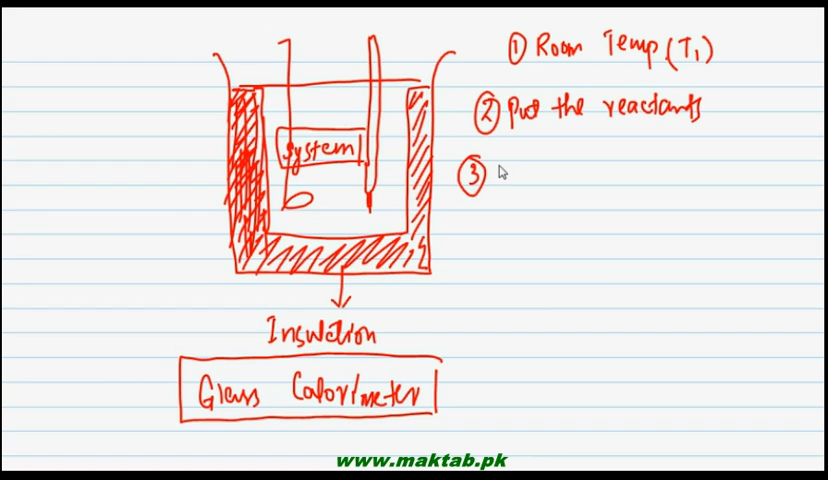 ① Room Temp (T₁)
② Put the reactants
③
System
Insulation
Glass Calorimeter
www.maktab.pk